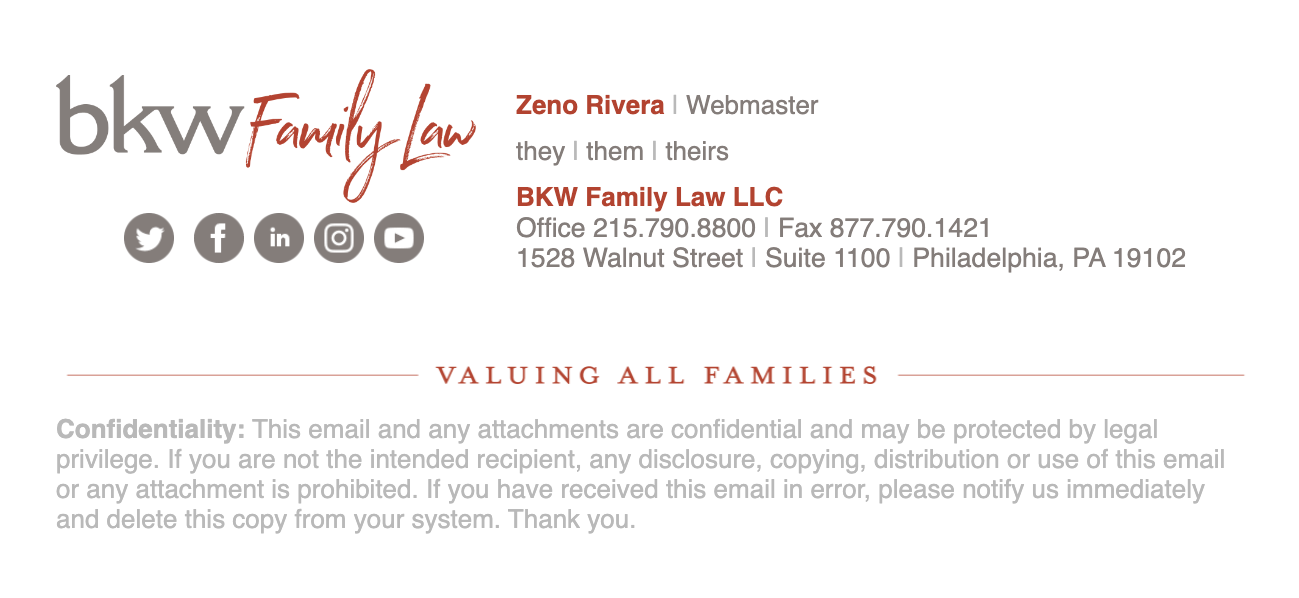 bkw Family Law
Zeno Rivera | Webmaster
they | them | theirs
BKW Family Law LLC
Office 215.790.8800 | Fax 877.790.1421
1528 Walnut Street | Suite 1100 | Philadelphia, PA 19102
in
VALUING ALL FAMILIES
Confidentiality: This email and any attachments are confidential and may be protected by legal
privilege. If you are not the intended recipient, any disclosure, copying, distribution or use of this email
or any attachment is prohibited. If you have received this email in error, please notify us immediately
and delete this copy from your system. Thank you.